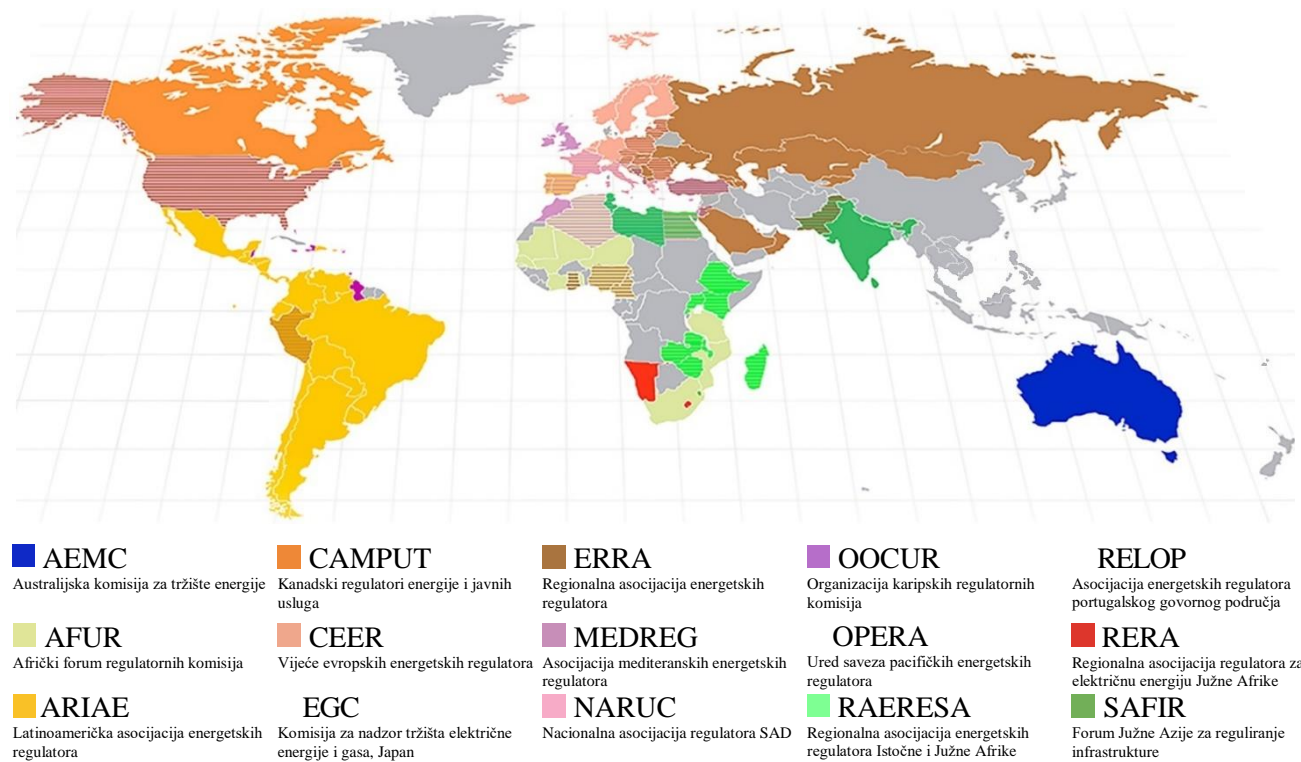 AEMC
Australijska komisija za tržište energije
CAMPUT
Kanadski regulatori energije i javnih
usluga
ERRA
Regionalna asocijacija energetskih
regulatora
OOCUR
Organizacija karipskih regulatornih
komisija
RELOP
Asocijacija energetskih regulatora
portugalskog govornog područja
AFUR
Afrički forum regulatornih komisija
CEER
Vijeće evropskih energetskih regulatora
MEDREG
Asocijacija mediteranskih energetskih
regulatora
OPERA
Ured saveza pacifičkih energetskih
regulatora
RERA
Regionalna asocijacija regulatora za
električnu energiju Južne Afrike
ARIAE
Latinoamerička asocijacija energetskih
regulatora
EGC
Komisija za nadzor tržišta električne
energije i gasa, Japan
NARUC
Nacionalna asocijacija regulatora SAD
RAERESA
Regionalna asocijacija energetskih
regulatora Istočne i Južne Afrike
SAFIR
Forum Južne Azije za reguliranje
infrastrukture